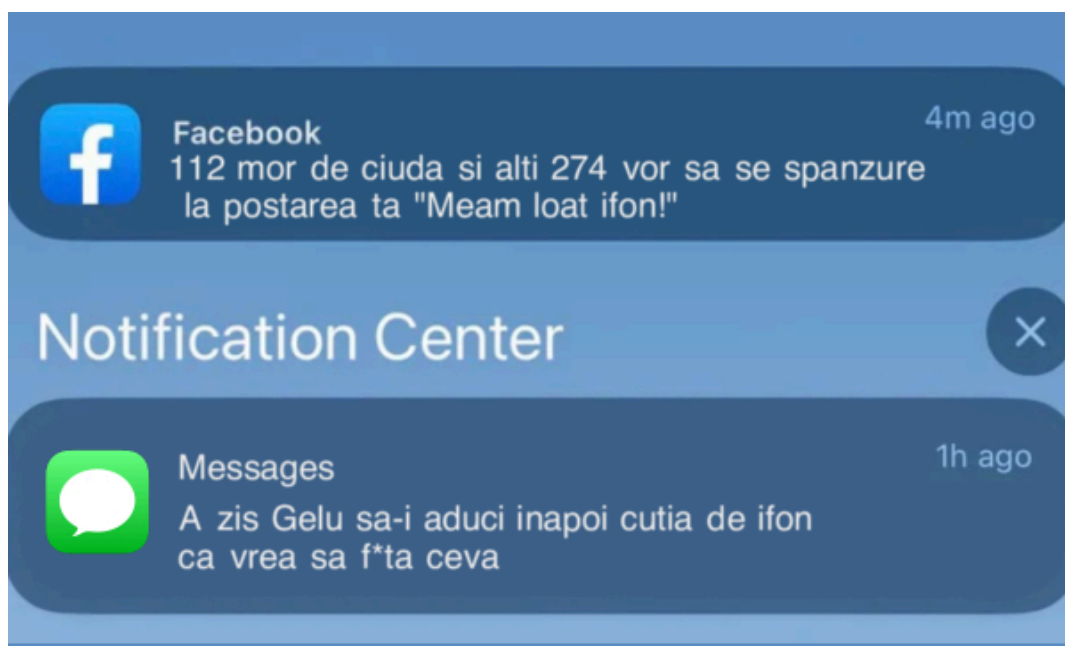 4m ago
Facebook
112 mor de ciuda si alti 274 vor sa se spanzure
la postarea ta "Meam loat ifon!"
Notification Center
1h ago
Messages
A zis Gelu sa-i aduci inapoi cutia de ifon
ca vrea sa f*ta ceva